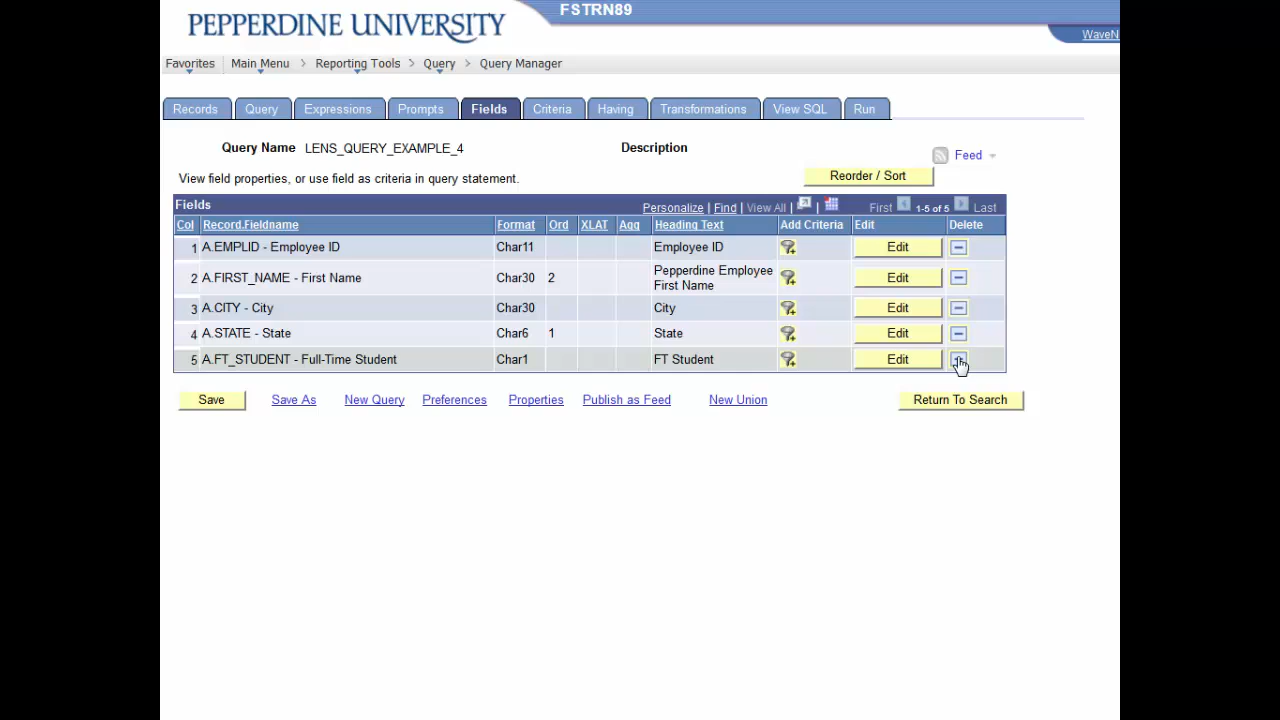 FSTRN89
PEPPERDINE UNIVERSITY
WaveN
Favorites Main Menu > Reporting Tools > Query > Query Manager
Records Query Expressions Prompts Fields Criteria Having Transformations View SQL Run
Query Name LENS_QUERY_EXAMPLE_4 Description
Feed
View field properties, or use field as criteria in query statement. Reorder / Sort
Fields Personalize | Find | View All | | First 1-5 of 5 Last
Col Record.Fieldname Format Ord XLAT Agg Heading Text Add Criteria Edit Delete
1 A.EMPLID - Employee ID Char11 Employee ID Edit
2 A.FIRST_NAME - First Name Char30 2 Pepperdine Employee First Name Edit
3 A.CITY - City Char30 City Edit
4 A.STATE - State Char6 1 State Edit
5 A.FT_STUDENT - Full-Time Student Char1 FT Student Edit
Save Save As New Query Preferences Properties Publish as Feed New Union Return To Search